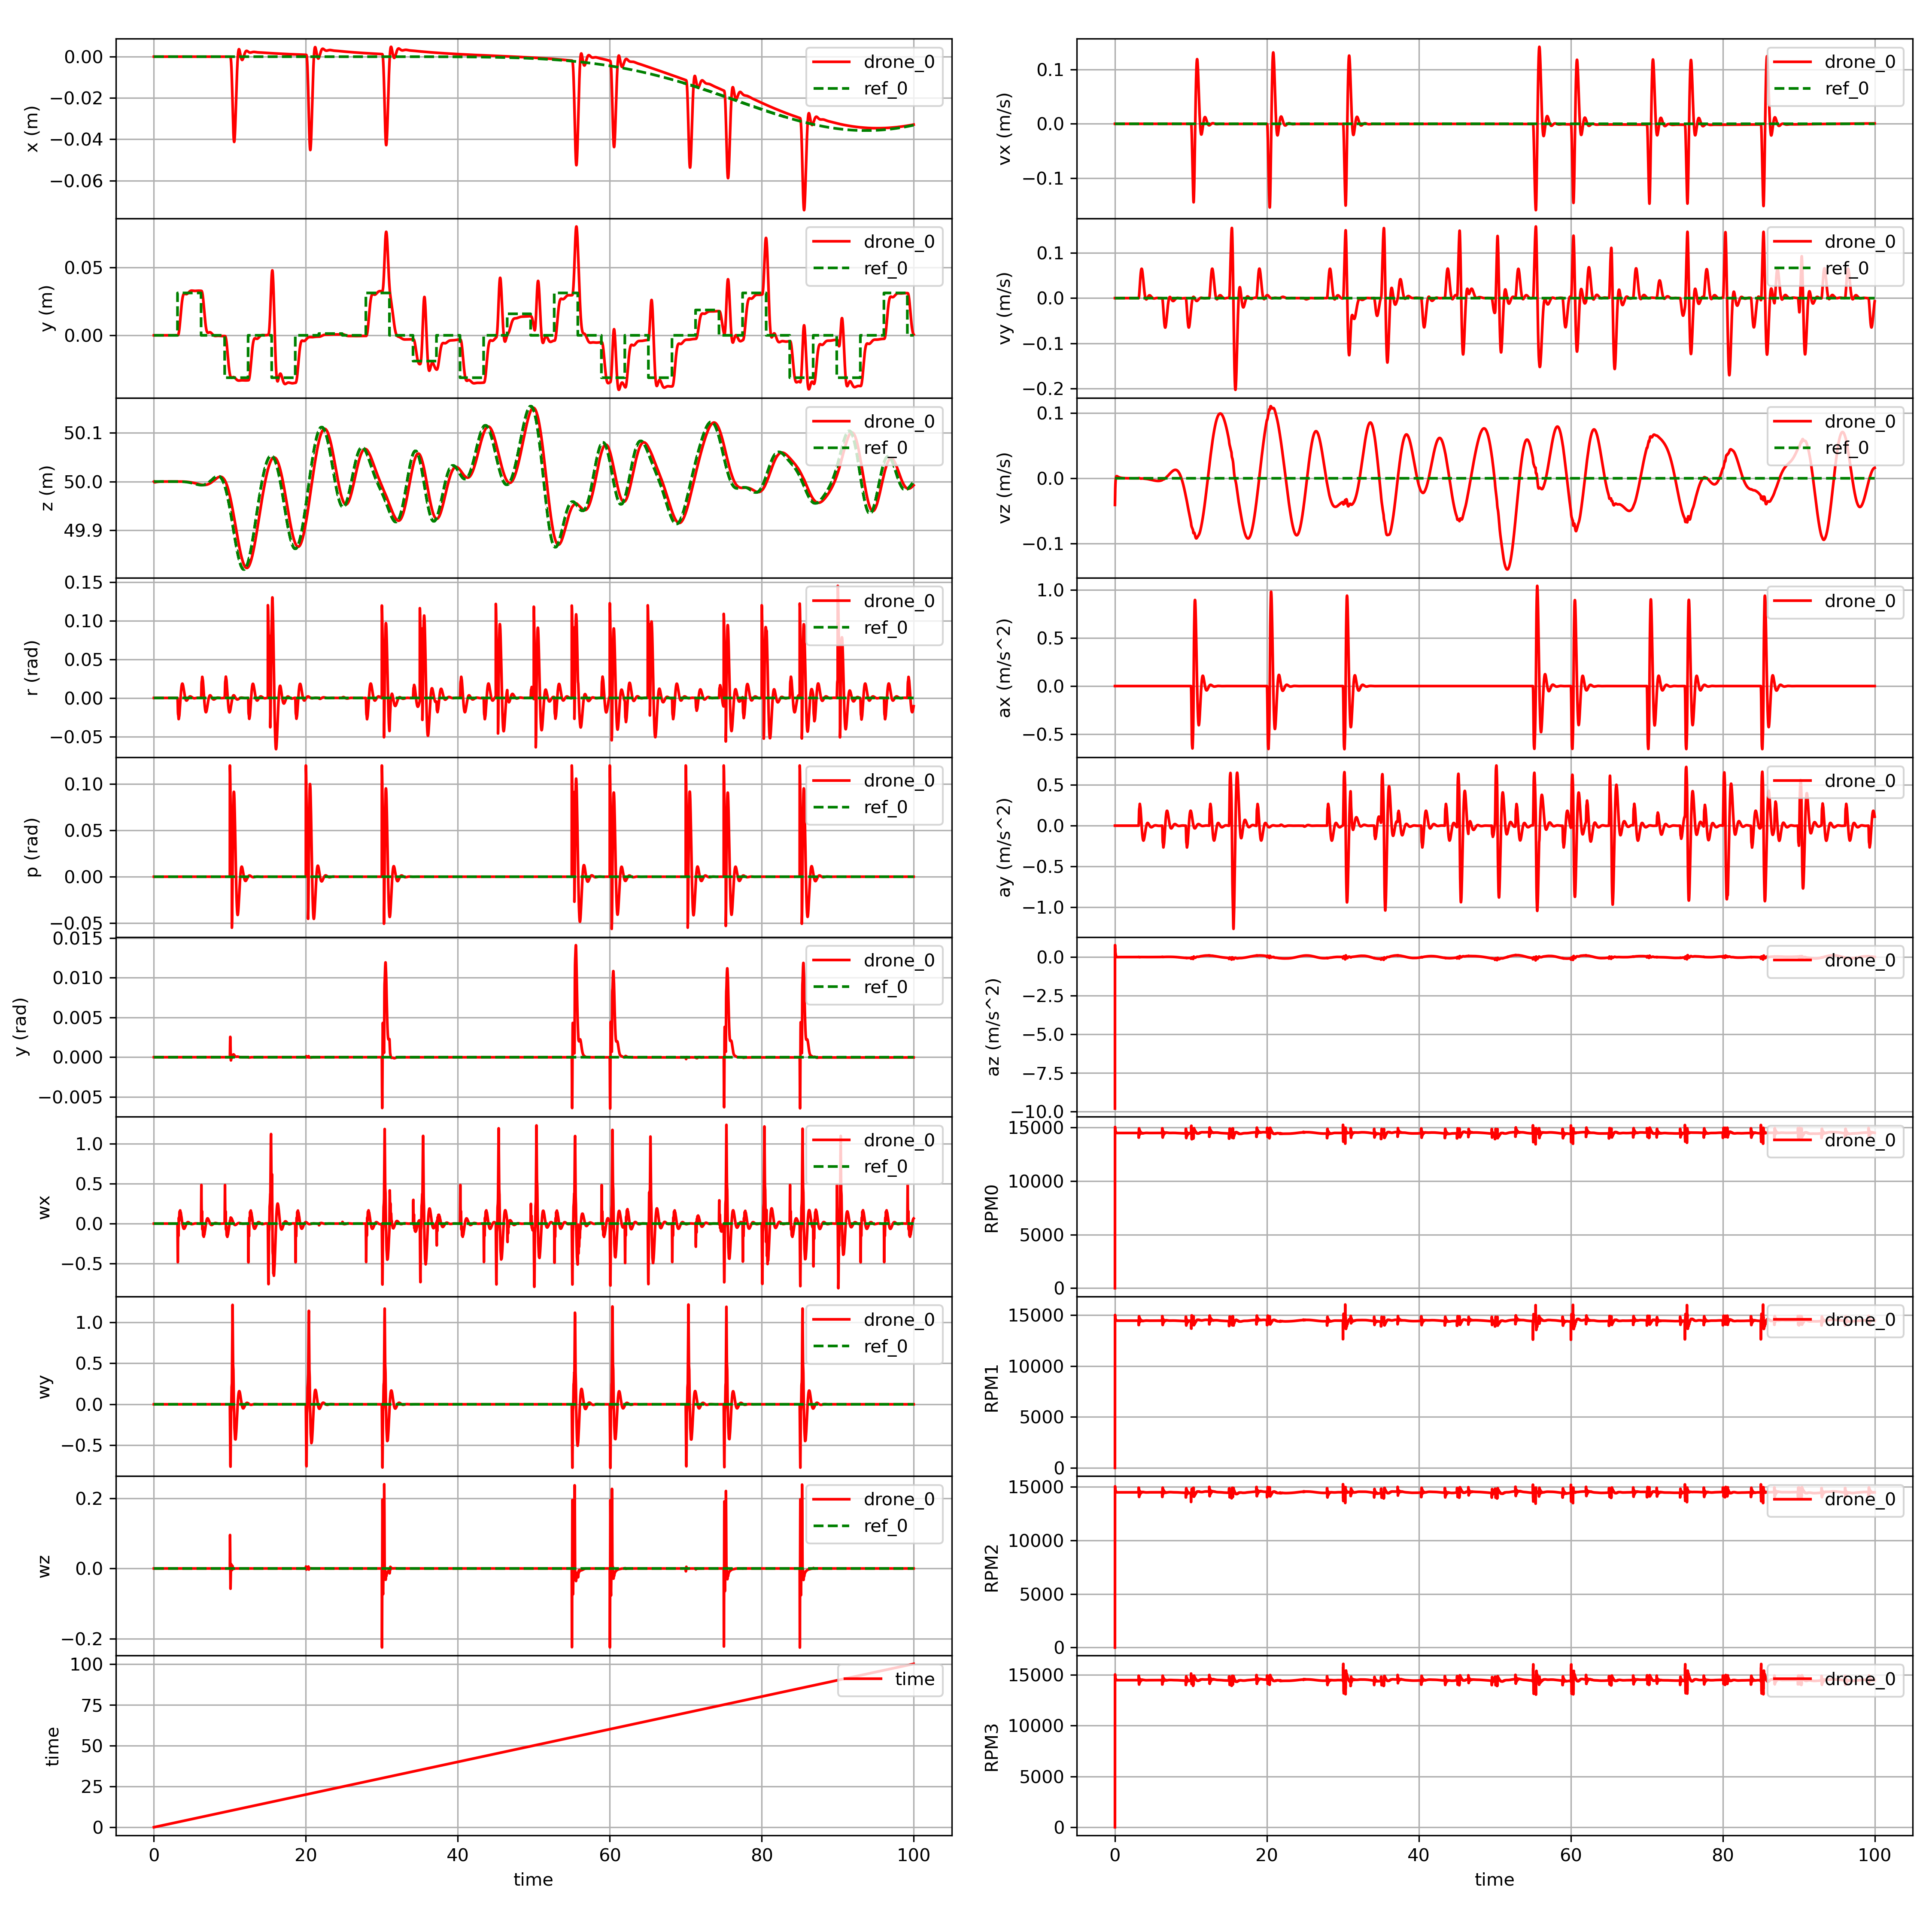 0.00
−0.02
−0.04
−0.06
x (m)
drone_0
ref_0
0.05
0.00
y (m)
drone_0
ref_0
50.1
50.0
49.9
z (m)
drone_0
ref_0
0.15
0.10
0.05
0.00
−0.05
r (rad)
drone_0
ref_0
0.10
0.05
0.00
−0.05
p (rad)
drone_0
ref_0
0.015
0.010
0.005
0.000
−0.005
y (rad)
drone_0
ref_0
1.0
0.5
0.0
−0.5
wx
drone_0
ref_0
1.0
0.5
0.0
−0.5
wy
drone_0
ref_0
0.2
0.0
−0.2
wz
drone_0
ref_0
100
75
50
25
0
time
time
0 20 40 60 80 100
time
0.1
0.0
−0.1
vx (m/s)
drone_0
ref_0
0.1
0.0
−0.1
−0.2
vy (m/s)
drone_0
ref_0
0.1
0.0
−0.1
vz (m/s)
drone_0
ref_0
1.0
0.5
0.0
−0.5
ax (m/s^2)
drone_0
0.5
0.0
−0.5
−1.0
ay (m/s^2)
drone_0
0.0
−2.5
−5.0
−7.5
−10.0
az (m/s^2)
drone_0
15000
10000
5000
0
RPM0
drone_0
15000
10000
5000
0
RPM1
drone_0
15000
10000
5000
0
RPM2
drone_0
15000
10000
5000
0
RPM3
drone_0
0 20 40 60 80 100
time